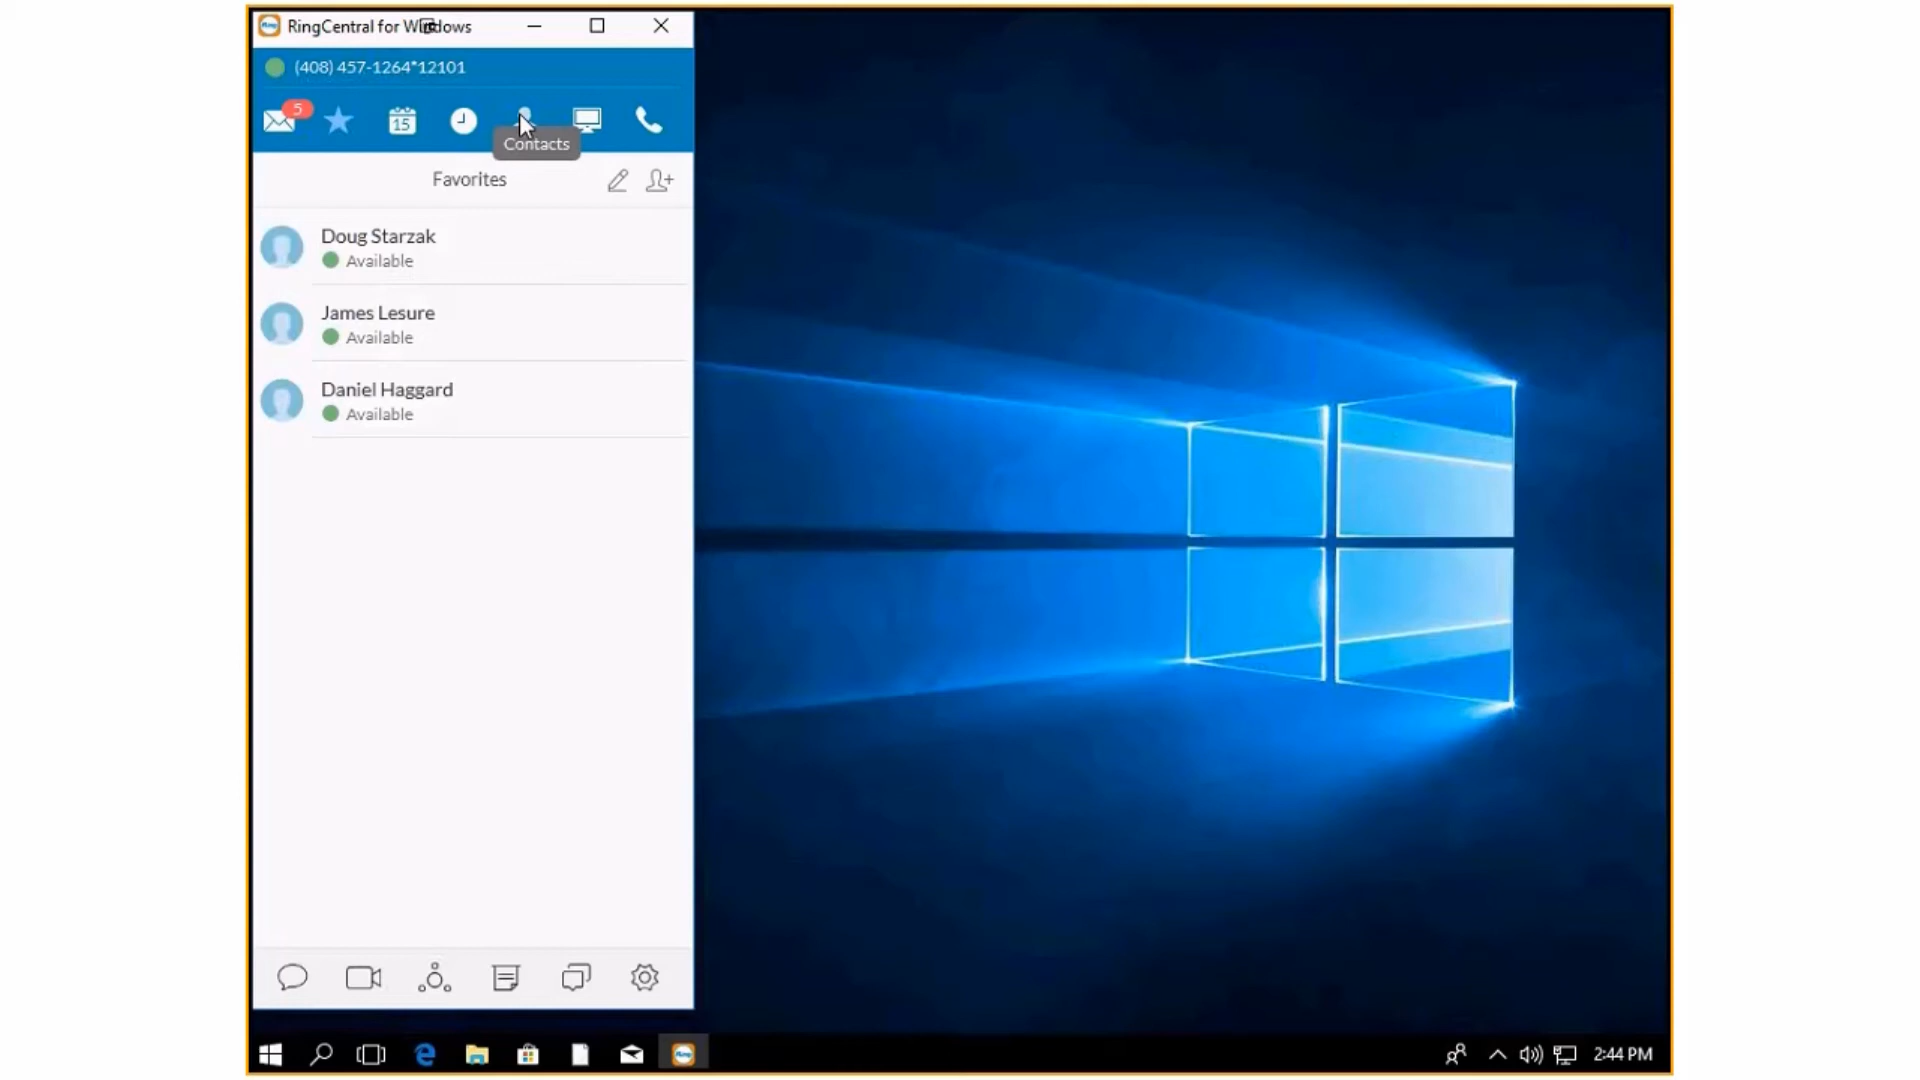 RingCentral for Windows
(408) 457-1264*12101
5
15
Contacts
Favorites
Doug Starzak
Available
James Lesure
Available
Daniel Haggard
Available
2:44 PM